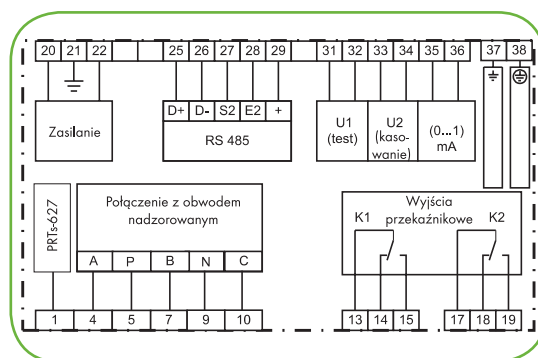 20 21 22 25 26 27 28 29 31 32 33 34 35 36 37 38
D+ D- S2 E2 +
Zasilanie
RS 485
U1
(test)
U2
(kaso-
wanie)
(0...1)
mA
PRTs-627
Połączenie z obwodem
nadzorowanym
A P B N C
Wyjścia
przekaźnikowe
K1
K2
1 4 5 7 9 10 13 14 15 17 18 19